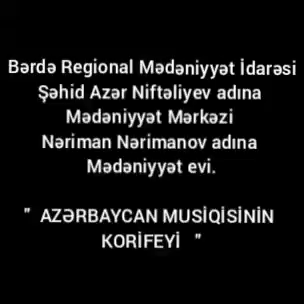 Bərdə Regional Mədəniyyət İdarəsi
Şəhid Azər Niftəliyev adına
Mədəniyyət Mərkəzi
Nəriman Nərimanov adına
Mədəniyyət evi.
" AZƏRBAYCAN MUSİQİSİNİN
KORİFEYİ "